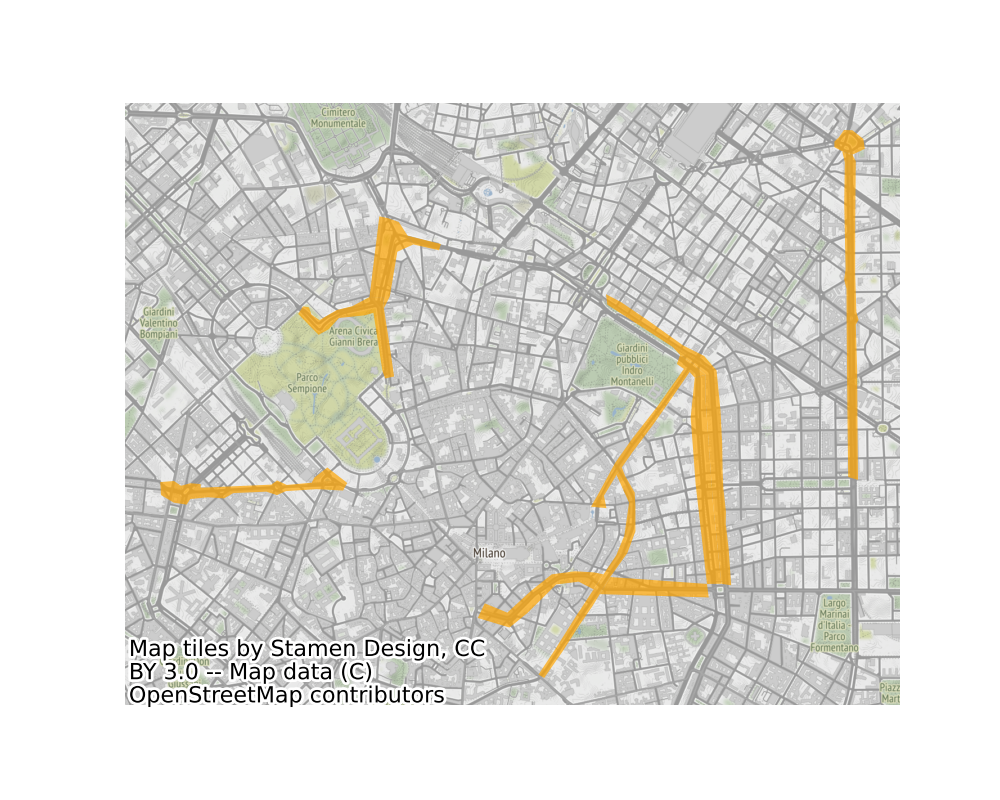 Cimitero
Monumentale
Giardini
Valentino
Bompiani
Arena Civica
Gianni Brera
Giardini
pubblici
Indro
Montanelli
Parco
Sempione
Milano
Largo
Marinai
d'Italia -
Parco
Formentano
Map tiles by Stamen Design, CC
BY 3.0 -- Map data (C)
OpenStreetMap contributors